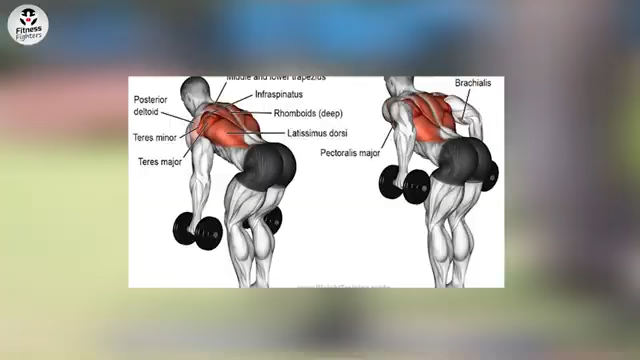 Fitness
Fighters
Middle and lower trapezius
Infraspinatus
Posterior
deltoid
Rhomboids (deep)
Teres minor
Latissimus dorsi
Teres major
Brachialis
Pectoralis major